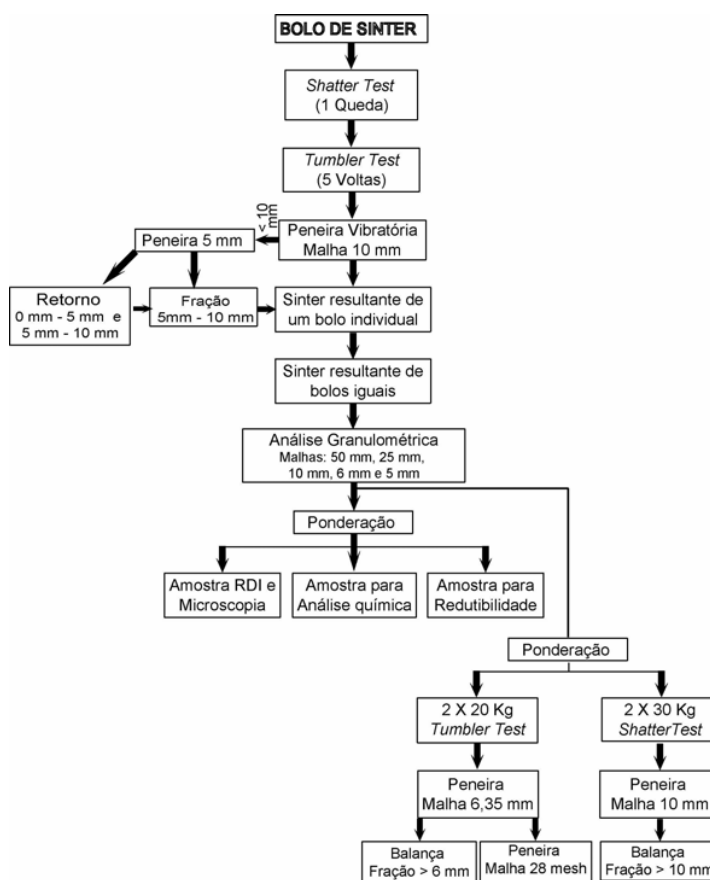 BOLO DE SINTER
Shatter Test
(1 Queda)
Tumbler Test
(5 Voltas)
< 10
mm
Peneira Vibratória
Malha 10 mm
Peneira 5 mm
Retorno
0 mm - 5 mm e
5 mm - 10 mm
Fração
5mm - 10 mm
Sinter resultante de
um bolo individual
Sinter resultante de
bolos iguais
Análise Granulométrica
Malhas: 50 mm, 25 mm,
10 mm, 6 mm e 5 mm
Ponderação
Amostra RDI e
Microscopia
Amostra para
Análise química
Amostra para
Redutibilidade
Ponderação
2 X 20 Kg
Tumbler Test
2 X 30 Kg
ShatterTest
Peneira
Malha 6,35 mm
Peneira
Malha 10 mm
Balança
Fração > 6 mm
Peneira
Malha 28 mesh
Balança
Fração > 10 mm